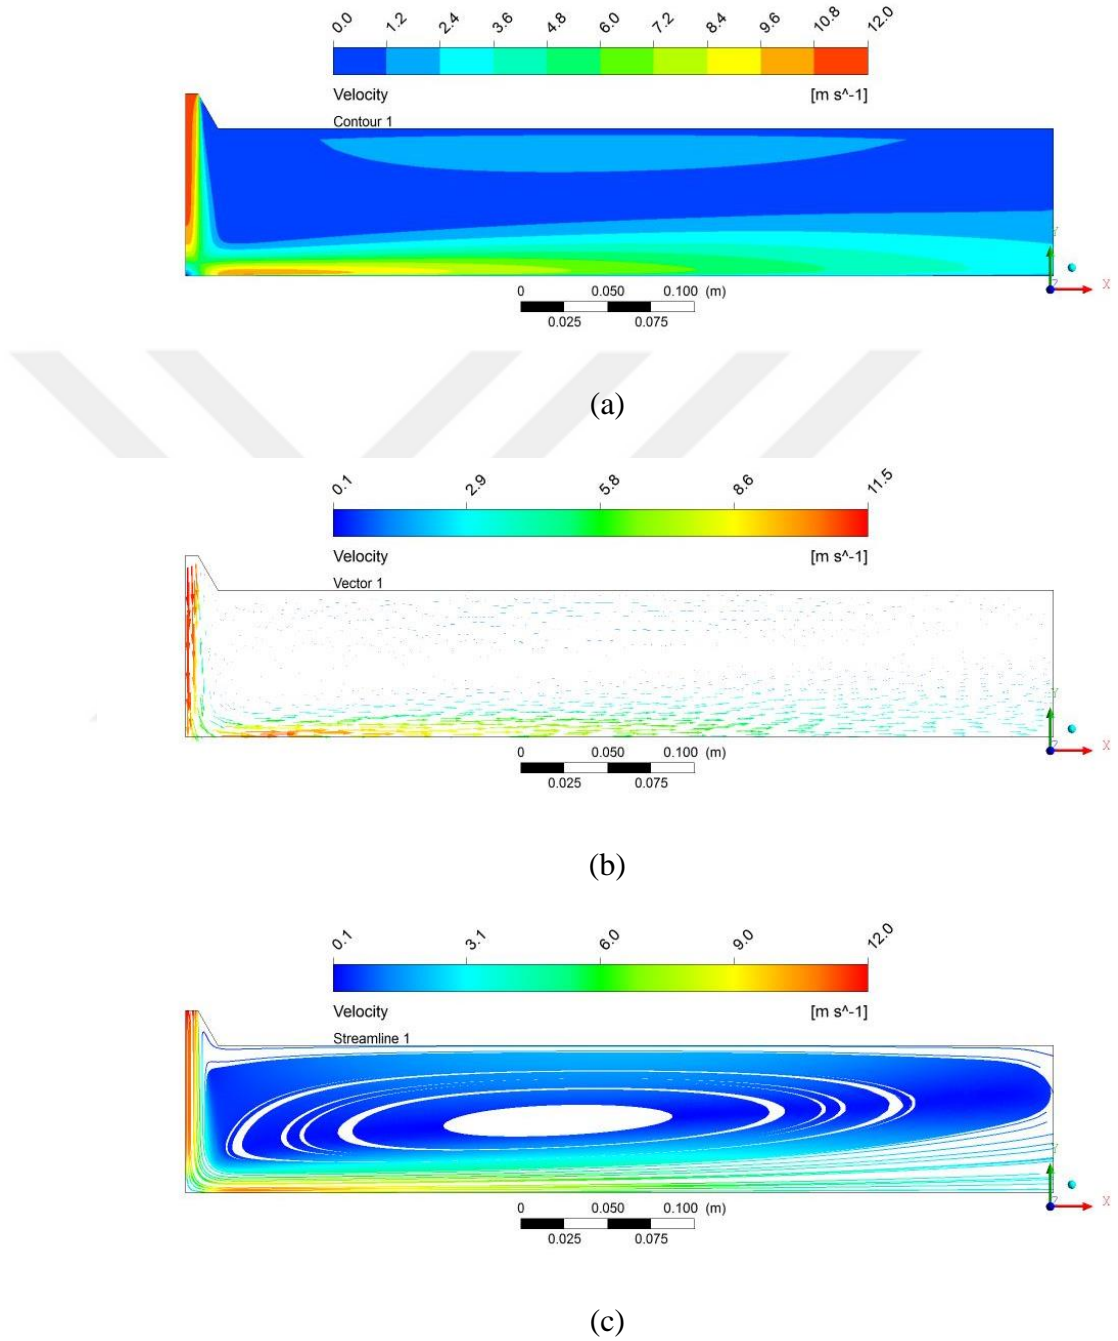 0.0 1.2 2.4 3.6 4.8 6.0 7.2 8.4 9.6 10.8 12.0
Velocity [m s^-1]
Contour 1
Y
Z X
0 0.050 0.100 (m)
0.025 0.075
(a)
0.1 2.9 5.8 8.6 11.5
Velocity [m s^-1]
Vector 1
Y
Z X
0 0.050 0.100 (m)
0.025 0.075
(b)
0.1 3.1 6.0 9.0 12.0
Velocity [m s^-1]
Streamline 1
Y
Z X
0 0.050 0.100 (m)
0.025 0.075
(c)